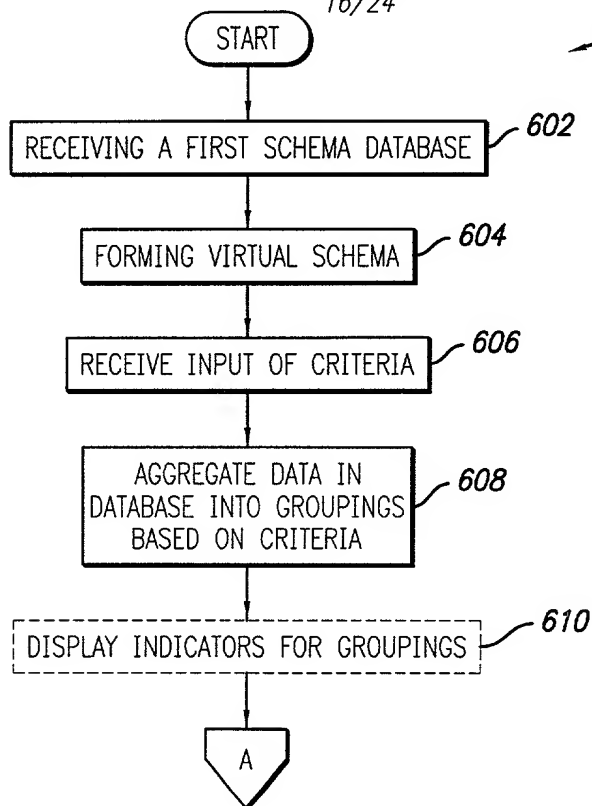 16/24
START
RECEIVING A FIRST SCHEMA DATABASE
602
FORMING VIRTUAL SCHEMA
604
RECEIVE INPUT OF CRITERIA
606
AGGREGATE DATA IN
DATABASE INTO GROUPINGS
BASED ON CRITERIA
608
DISPLAY INDICATORS FOR GROUPINGS
610
A